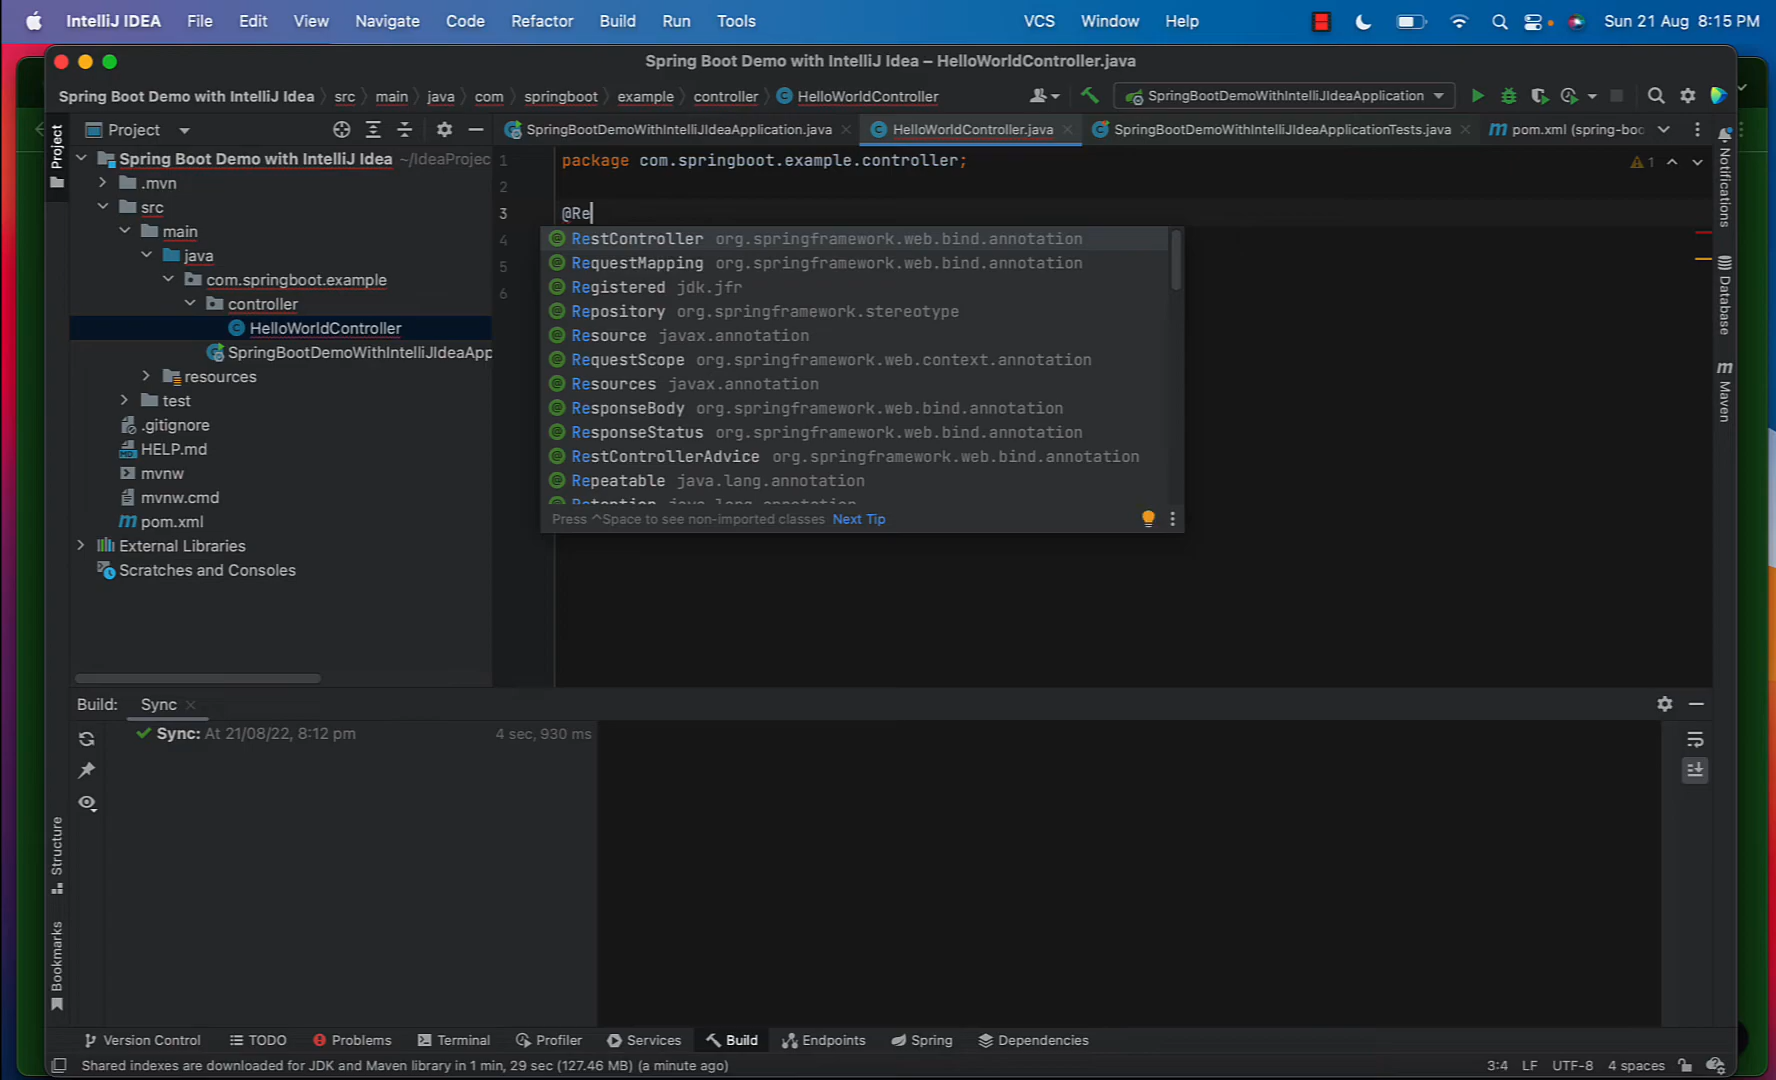 IntelliJ IDEA File Edit View Navigate Code Refactor Build Run Tools VCS Window Help Sun 21 Aug 8:15 PM
Spring Boot Demo with IntelliJ Idea – HelloWorldController.java
Spring Boot Demo with IntelliJ Idea src main java com springboot example controller HelloWorldController SpringBootDemoWithIntelliJIdeaApplication
Project SpringBootDemoWithIntelliJIdeaApplication.java HelloWorldController.java SpringBootDemoWithIntelliJIdeaApplicationTests.java pom.xml (spring-boo
Project
Notifications
Database
Maven
Spring Boot Demo with IntelliJ Idea ~/IdeaProjec
.mvn
src
main
java
com.springboot.example
controller
HelloWorldController
SpringBootDemoWithIntelliJIdeaApp
resources
test
.gitignore
HELP.md
mvnw
mvnw.cmd
pom.xml
External Libraries
Scratches and Consoles
1 package com.springboot.example.controller; 1
2
3 @Re
4
5
6
RestController org.springframework.web.bind.annotation
RequestMapping org.springframework.web.bind.annotation
Registered jdk.jfr
Repository org.springframework.stereotype
Resource javax.annotation
RequestScope org.springframework.web.context.annotation
Resources javax.annotation
ResponseBody org.springframework.web.bind.annotation
ResponseStatus org.springframework.web.bind.annotation
RestControllerAdvice org.springframework.web.bind.annotation
Repeatable java.lang.annotation
Retention java.lang.annotation
Press ^Space to see non-imported classes Next Tip
Build: Sync
Sync: At 21/08/22, 8:12 pm 4 sec, 930 ms
Structure
Bookmarks
Version Control TODO Problems Terminal Profiler Services Build Endpoints Spring Dependencies
Shared indexes are downloaded for JDK and Maven library in 1 min, 29 sec (127.46 MB) (a minute ago) 3:4 LF UTF-8 4 spaces